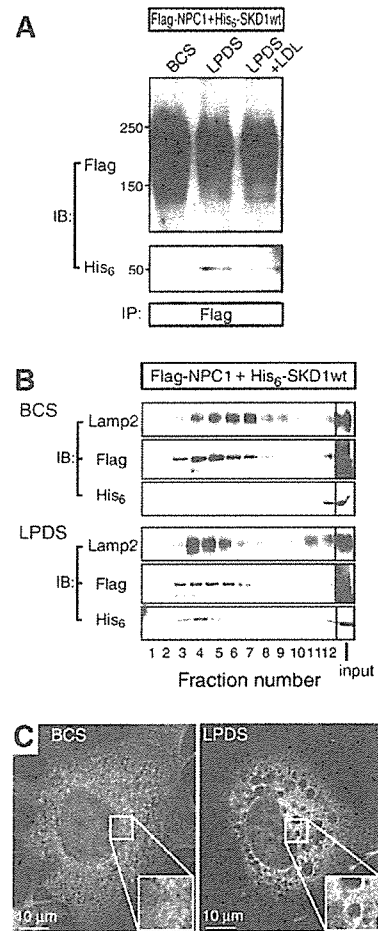 A
Flag-NPC1+His6-SKD1wt
BCS LPDS LPDS +LDL
250
Flag
150
IB:
His6 50
IP: Flag
B
Flag-NPC1 + His6-SKD1wt
BCS
Lamp2
IB: Flag
His6
LPDS
Lamp2
IB: Flag
His6
1 2 3 4 5 6 7 8 9 10 11 12 input
Fraction number
C
BCS LPDS
10 μm 10 μm